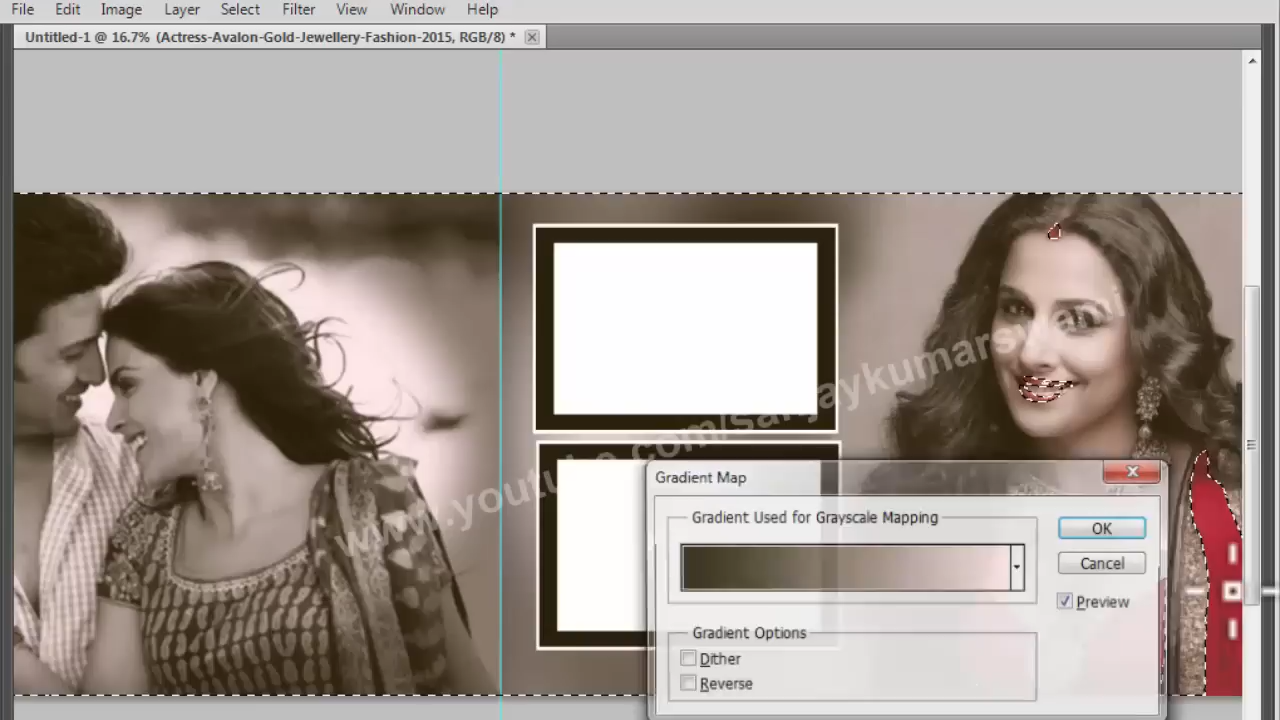 File Edit Image Layer Select Filter View Window Help
Untitled-1 @ 16.7% (Actress-Avalon-Gold-Jewellery-Fashion-2015, RGB/8) *
Gradient Map
Gradient Used for Grayscale Mapping
OK
Cancel
Preview
Gradient Options
Dither
Reverse